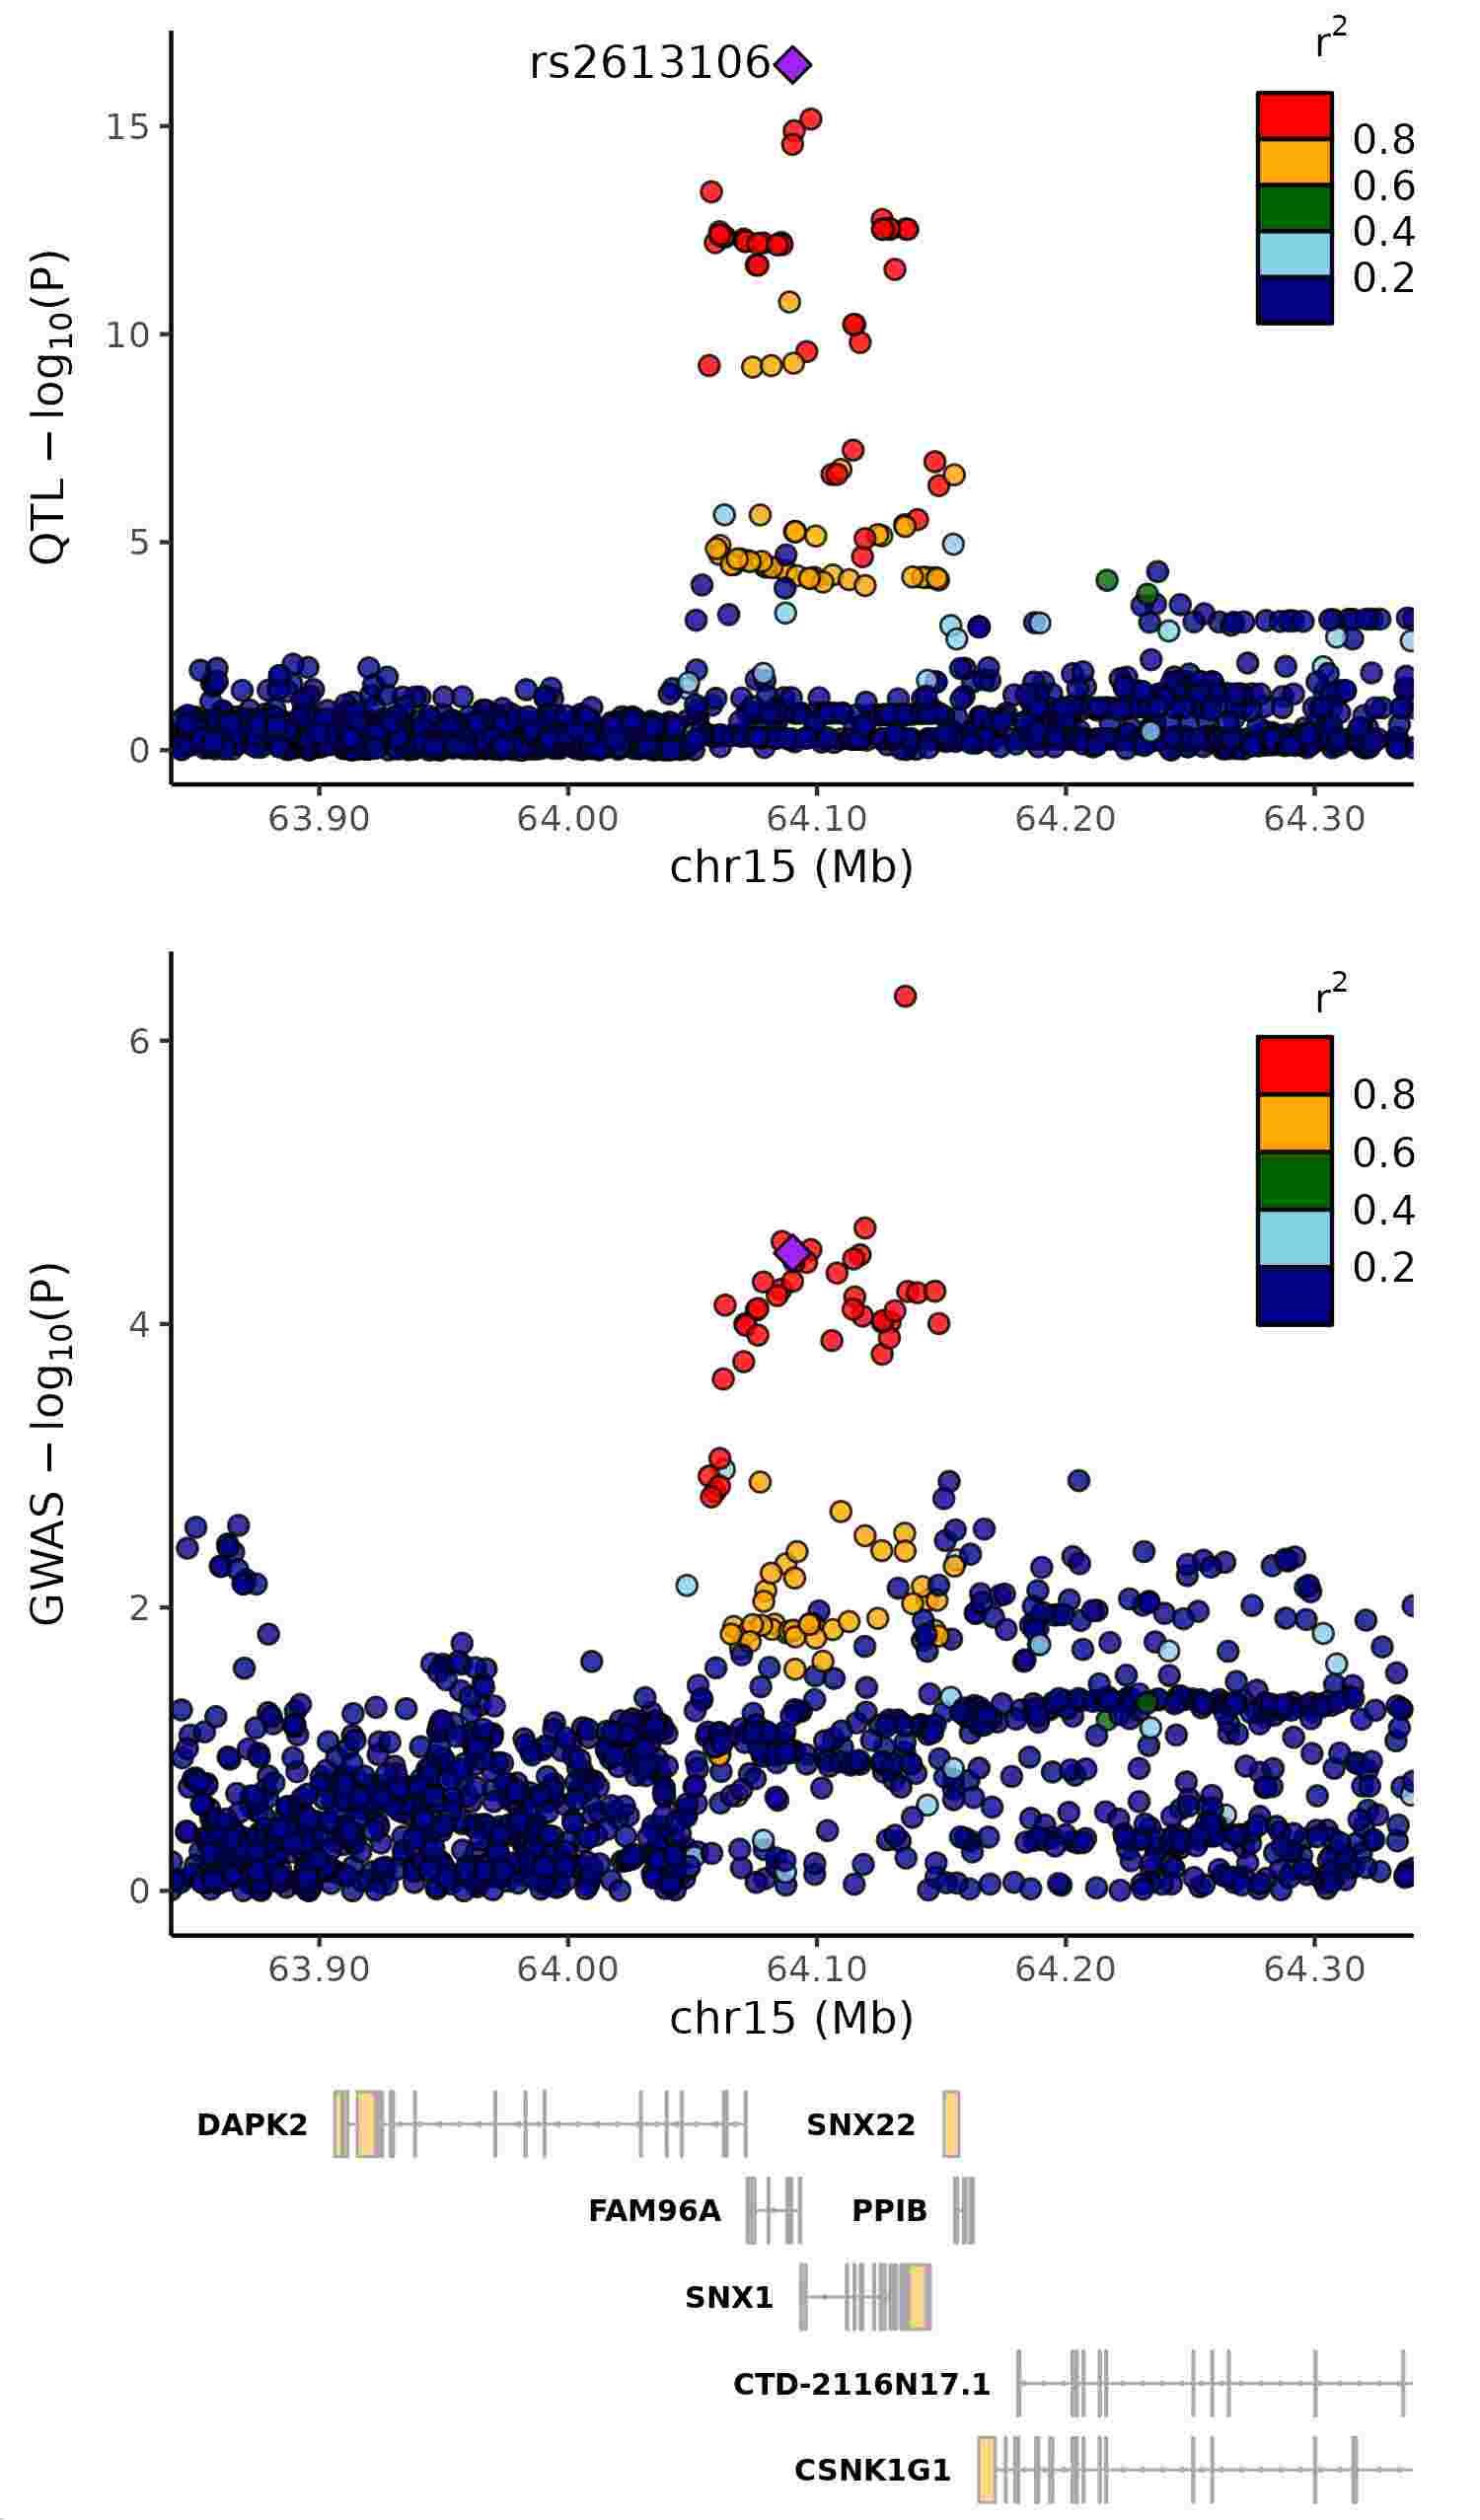 rs2613106
r²
0.8
0.6
0.4
0.2
15
10
5
0
QTL − log₁₀(P)
63.90 64.00 64.10 64.20 64.30
chr15 (Mb)
r²
0.8
0.6
0.4
0.2
6
4
2
0
GWAS − log₁₀(P)
63.90 64.00 64.10 64.20 64.30
chr15 (Mb)
DAPK2 SNX22
FAM96A PPIB
SNX1
CTD-2116N17.1
CSNK1G1